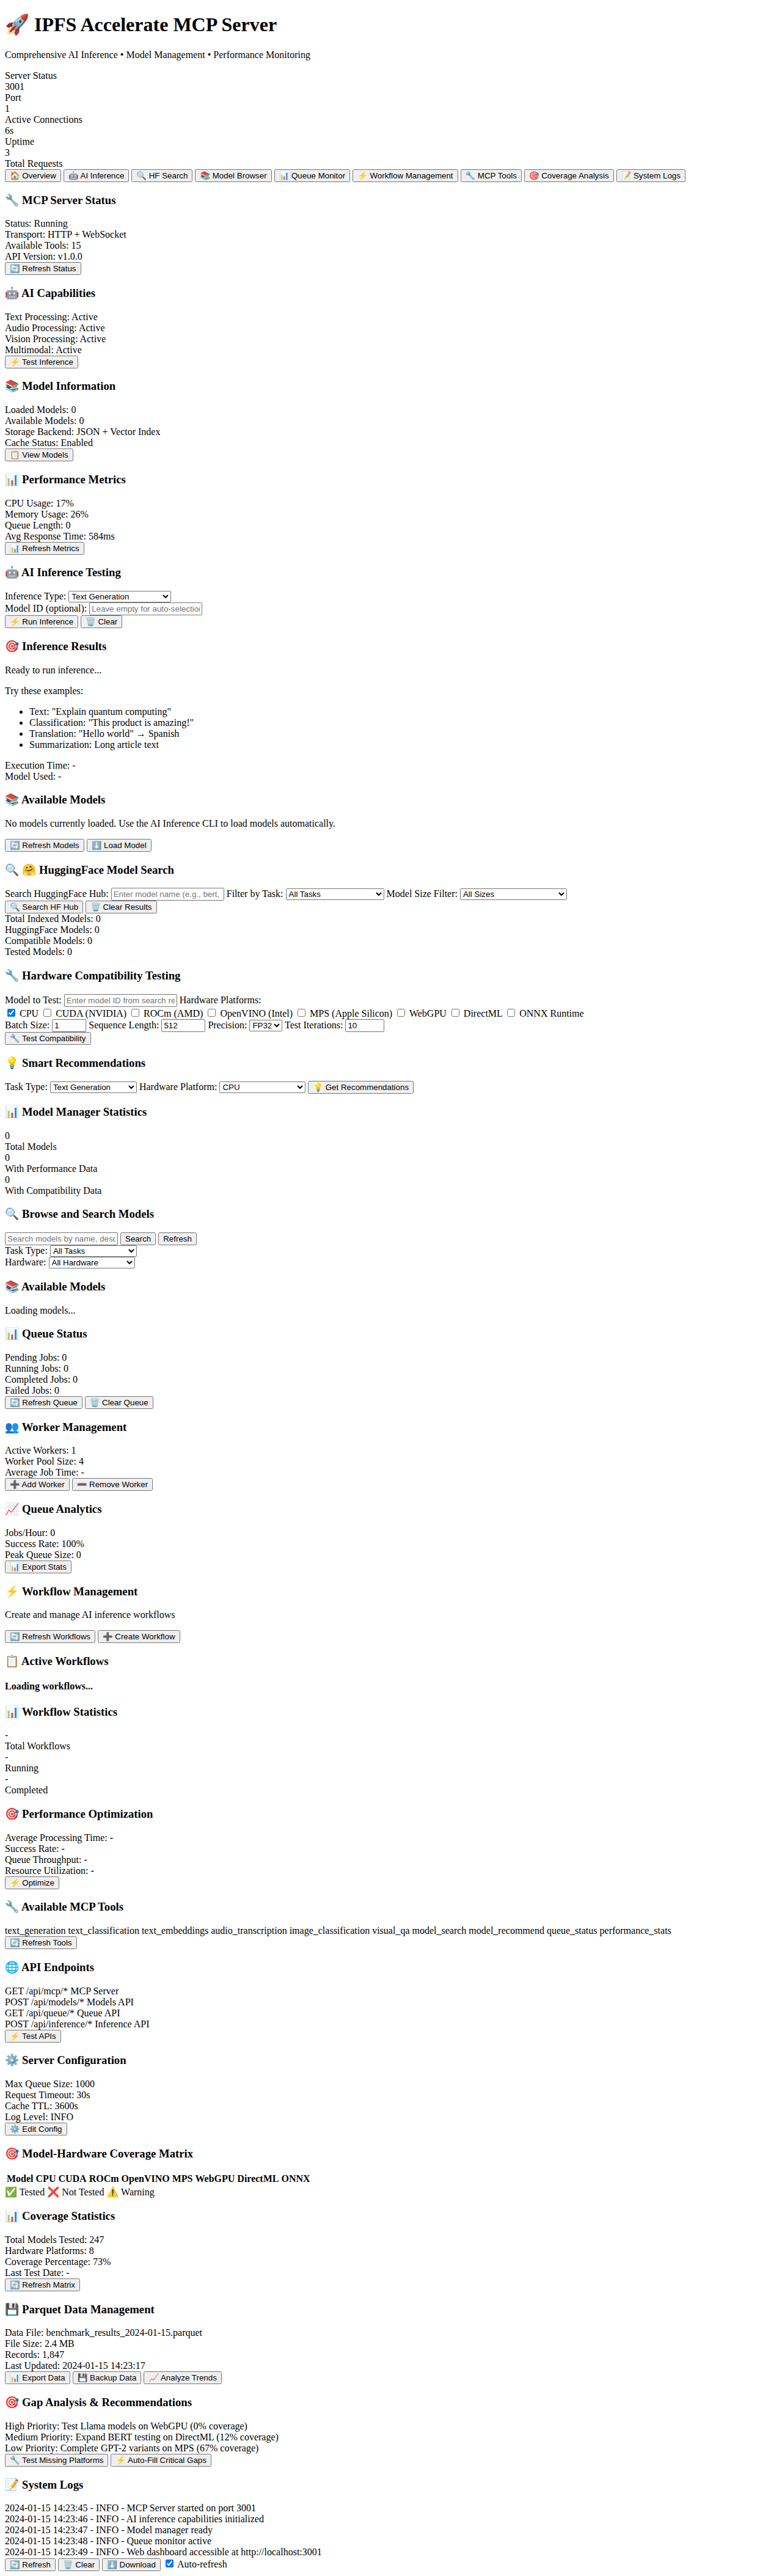 🚀 IPFS Accelerate MCP Server
Comprehensive AI Inference • Model Management • Performance Monitoring
Server Status
3001
Port
1
Active Connections
6s
Uptime
3
Total Requests
🏠 Overview 🤖 AI Inference 🔍 HF Search 📚 Model Browser 📊 Queue Monitor ⚡ Workflow Management 🔧 MCP Tools 🎯 Coverage Analysis 📝 System Logs
🔧 MCP Server Status
Status: Running
Transport: HTTP + WebSocket
Available Tools: 15
API Version: v1.0.0
🔄 Refresh Status
🤖 AI Capabilities
Text Processing: Active
Audio Processing: Active
Vision Processing: Active
Multimodal: Active
⚡ Test Inference
📚 Model Information
Loaded Models: 0
Available Models: 0
Storage Backend: JSON + Vector Index
Cache Status: Enabled
📋 View Models
📊 Performance Metrics
CPU Usage: 17%
Memory Usage: 26%
Queue Length: 0
Avg Response Time: 584ms
📊 Refresh Metrics
🤖 AI Inference Testing
Inference Type: Text Generation
Model ID (optional): Leave empty for auto-selection
⚡ Run Inference 🗑️ Clear
🎯 Inference Results
Ready to run inference...
Try these examples:
• Text: "Explain quantum computing"
• Classification: "This product is amazing!"
• Translation: "Hello world" → Spanish
• Summarization: Long article text
Execution Time: -
Model Used: -
📚 Available Models
No models currently loaded. Use the AI Inference CLI to load models automatically.
🔄 Refresh Models ⬇️ Load Model
🔍 🤗 HuggingFace Model Search
Search HuggingFace Hub: Enter model name (e.g., bert, Filter by Task: All Tasks Model Size Filter: All Sizes
🔍 Search HF Hub 🗑️ Clear Results
Total Indexed Models: 0
HuggingFace Models: 0
Compatible Models: 0
Tested Models: 0
🔧 Hardware Compatibility Testing
Model to Test: Enter model ID from search re Hardware Platforms:
CPU CUDA (NVIDIA) ROCm (AMD) OpenVINO (Intel) MPS (Apple Silicon) WebGPU DirectML ONNX Runtime
Batch Size: 1 Sequence Length: 512 Precision: FP32 Test Iterations: 10
🔧 Test Compatibility
💡 Smart Recommendations
Task Type: Text Generation Hardware Platform: CPU 💡 Get Recommendations
📊 Model Manager Statistics
0
Total Models
0
With Performance Data
0
With Compatibility Data
🔍 Browse and Search Models
Search models by name, desc Search Refresh
Task Type: All Tasks
Hardware: All Hardware
📚 Available Models
Loading models...
📊 Queue Status
Pending Jobs: 0
Running Jobs: 0
Completed Jobs: 0
Failed Jobs: 0
🔄 Refresh Queue 🗑️ Clear Queue
👥 Worker Management
Active Workers: 1
Worker Pool Size: 4
Average Job Time: -
➕ Add Worker ➖ Remove Worker
📈 Queue Analytics
Jobs/Hour: 0
Success Rate: 100%
Peak Queue Size: 0
📊 Export Stats
⚡ Workflow Management
Create and manage AI inference workflows
🔄 Refresh Workflows ➕ Create Workflow
📋 Active Workflows
Loading workflows...
📊 Workflow Statistics
-
Total Workflows
-
Running
-
Completed
🎯 Performance Optimization
Average Processing Time: -
Success Rate: -
Queue Throughput: -
Resource Utilization: -
⚡ Optimize
🔧 Available MCP Tools
text_generation text_classification text_embeddings audio_transcription image_classification visual_qa model_search model_recommend queue_status performance_stats
🔄 Refresh Tools
🌐 API Endpoints
GET /api/mcp/* MCP Server
POST /api/models/* Models API
GET /api/queue/* Queue API
POST /api/inference/* Inference API
⚡ Test APIs
⚙️ Server Configuration
Max Queue Size: 1000
Request Timeout: 30s
Cache TTL: 3600s
Log Level: INFO
⚙️ Edit Config
🎯 Model-Hardware Coverage Matrix
Model CPU CUDA ROCm OpenVINO MPS WebGPU DirectML ONNX
✅ Tested ❌ Not Tested ⚠️ Warning
📊 Coverage Statistics
Total Models Tested: 247
Hardware Platforms: 8
Coverage Percentage: 73%
Last Test Date: -
🔄 Refresh Matrix
💾 Parquet Data Management
Data File: benchmark_results_2024-01-15.parquet
File Size: 2.4 MB
Records: 1,847
Last Updated: 2024-01-15 14:23:17
📊 Export Data 💾 Backup Data 📈 Analyze Trends
🎯 Gap Analysis & Recommendations
High Priority: Test Llama models on WebGPU (0% coverage)
Medium Priority: Expand BERT testing on DirectML (12% coverage)
Low Priority: Complete GPT-2 variants on MPS (67% coverage)
🔧 Test Missing Platforms ⚡ Auto-Fill Critical Gaps
📝 System Logs
2024-01-15 14:23:45 - INFO - MCP Server started on port 3001
2024-01-15 14:23:46 - INFO - AI inference capabilities initialized
2024-01-15 14:23:47 - INFO - Model manager ready
2024-01-15 14:23:48 - INFO - Queue monitor active
2024-01-15 14:23:49 - INFO - Web dashboard accessible at http://localhost:3001
🔄 Refresh 🗑️ Clear ⬇️ Download Auto-refresh